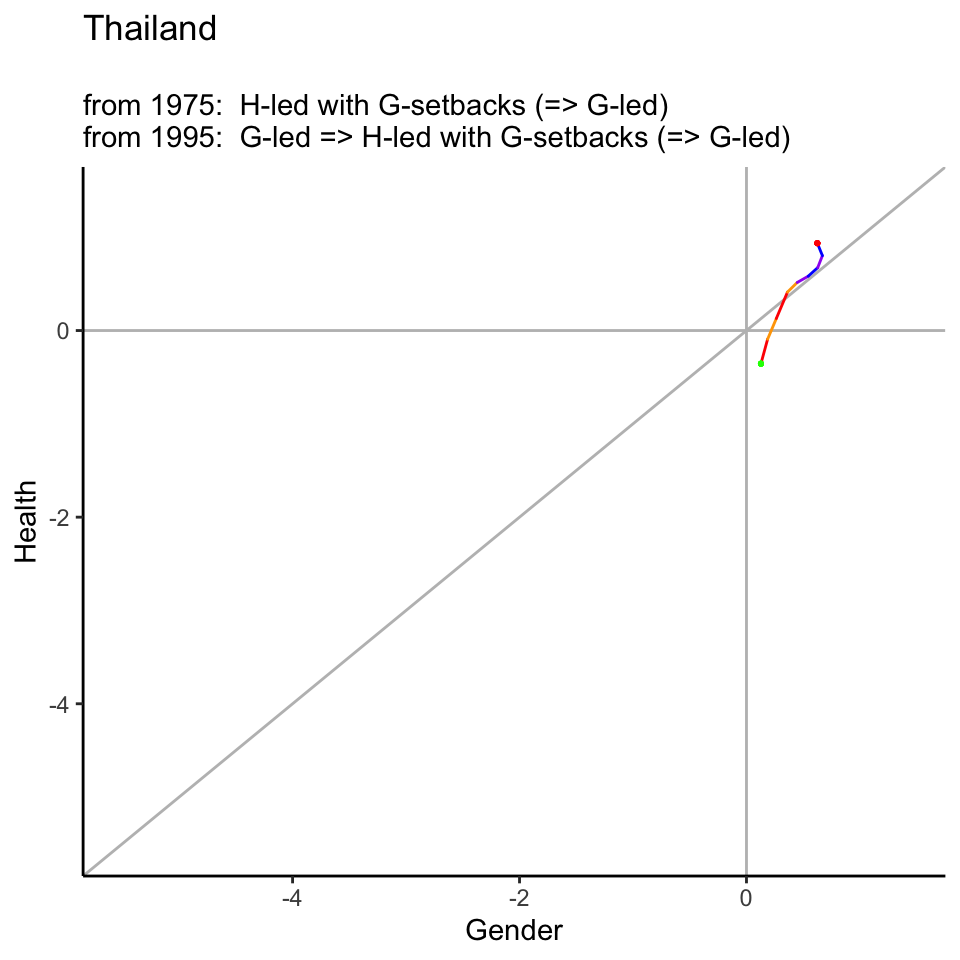 Thailand
from 1975:  H-led with G-setbacks (=> G-led)
from 1995:  G-led => H-led with G-setbacks (=> G-led)
0
-2
-4
Health
-4
-2
0
Gender